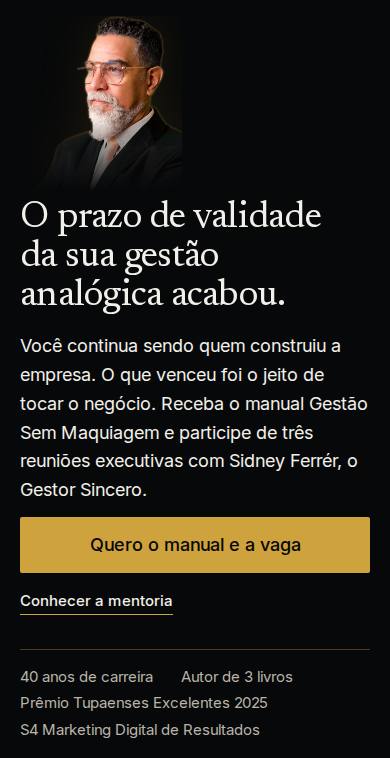 O prazo de validade
da sua gestão
analógica acabou.
Você continua sendo quem construiu a
empresa. O que venceu foi o jeito de
tocar o negócio. Receba o manual Gestão
Sem Maquiagem e participe de três
reuniões executivas com Sidney Ferrér, o
Gestor Sincero.
Quero o manual e a vaga
Conhecer a mentoria
40 anos de carreira Autor de 3 livros
Prêmio Tupaenses Excelentes 2025
S4 Marketing Digital de Resultados